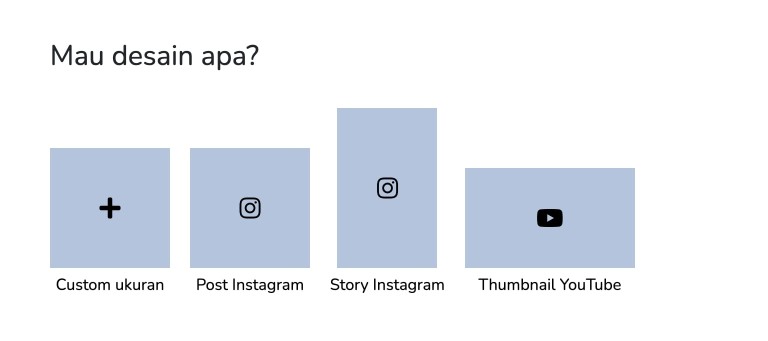 Mau desain apa?
Custom ukuran
Post Instagram
Story Instagram
Thumbnail YouTube